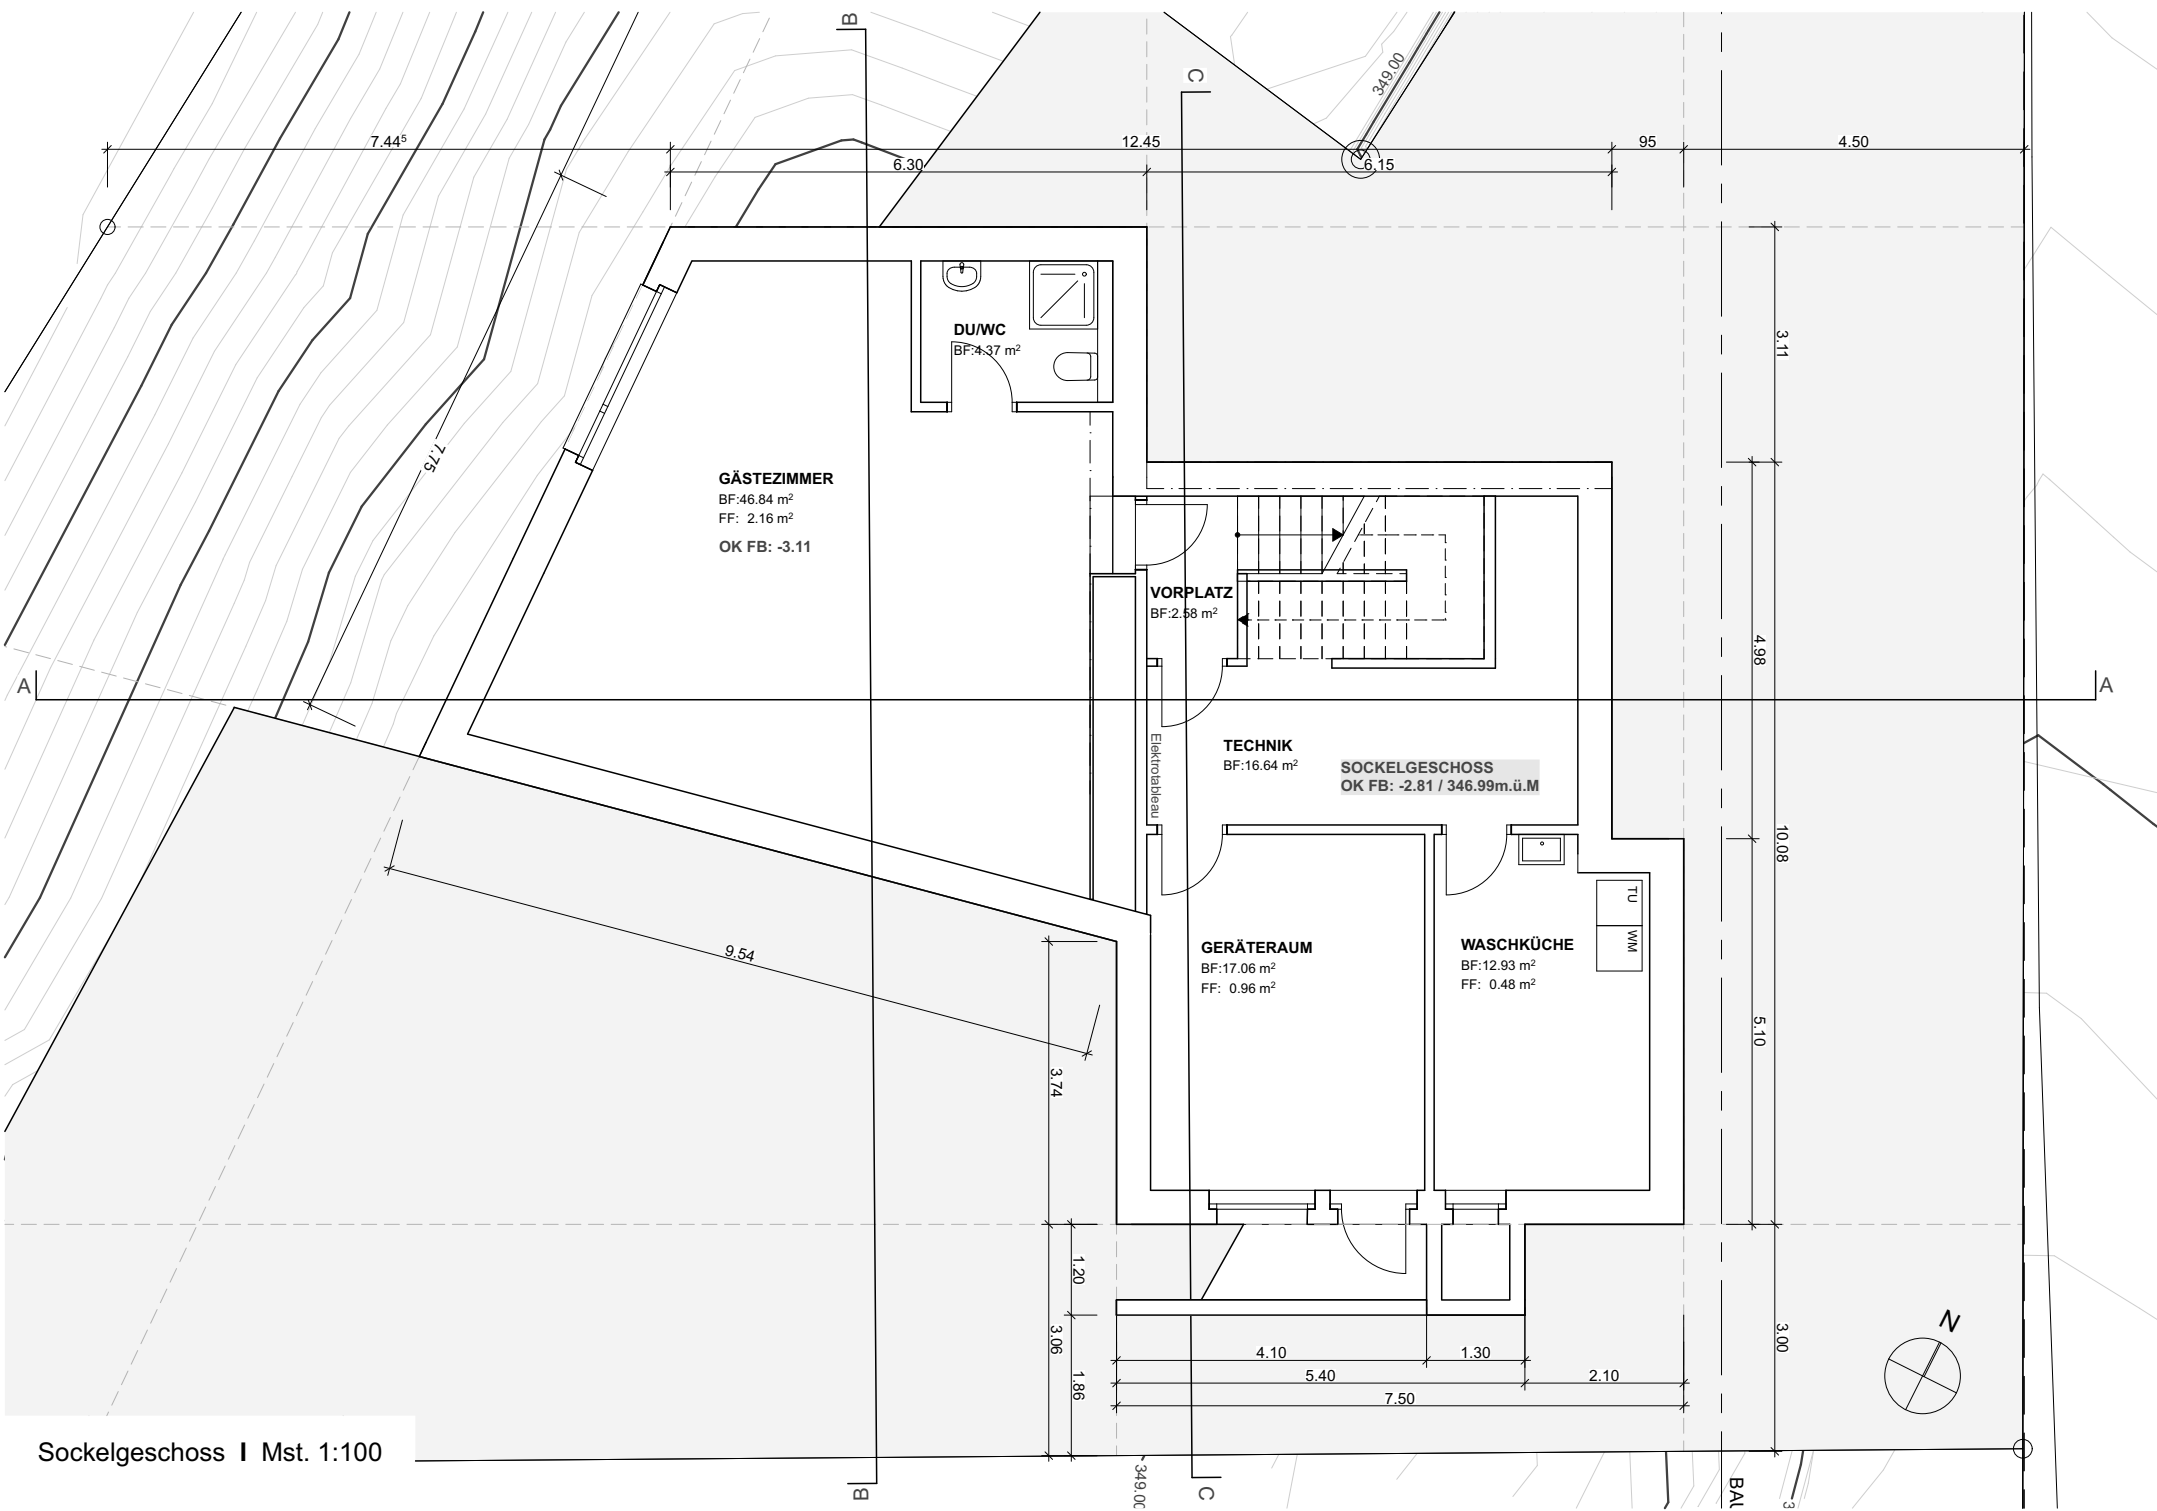 B
C
349.00
7.44⁵
12.45
95
4.50
6.30
6.15
3.11
DU/WC
BF:4.37 m²
7.75
GÄSTEZIMMER
BF:46.84 m²
FF: 2.16 m²
OK FB: -3.11
VORPLATZ
BF:2.58 m²
4.98
A
A
Elektrotableau
TECHNIK
BF:16.64 m²
SOCKELGESCHOSS
OK FB: -2.81 / 346.99m.ü.M
10.08
TU
WM
9.54
GERÄTERAUM
BF:17.06 m²
FF: 0.96 m²
WASCHKÜCHE
BF:12.93 m²
FF: 0.48 m²
5.10
3.74
1.20
3.06
1.86
3.00
N
4.10
1.30
5.40
2.10
7.50
Sockelgeschoss I Mst. 1:100
B
349.00
C
BAU
3